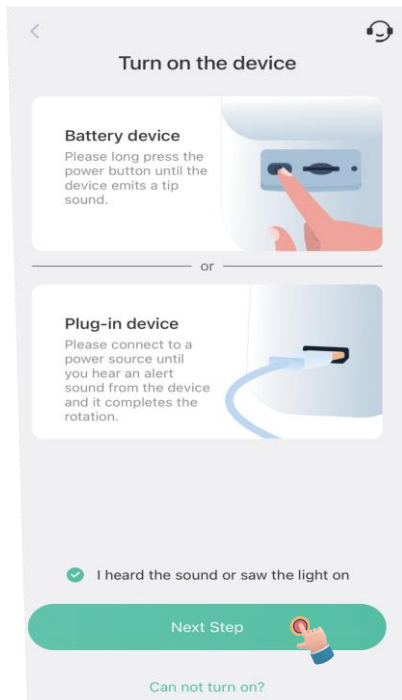 Turn on the device
Battery device
Please long press the
power button until the
device emits a tip
sound.
or
Plug-in device
Please connect to a
power source until
you hear an alert
sound from the device
and it completes the
rotation.
I heard the sound or saw the light on
Next Step
Can not turn on?